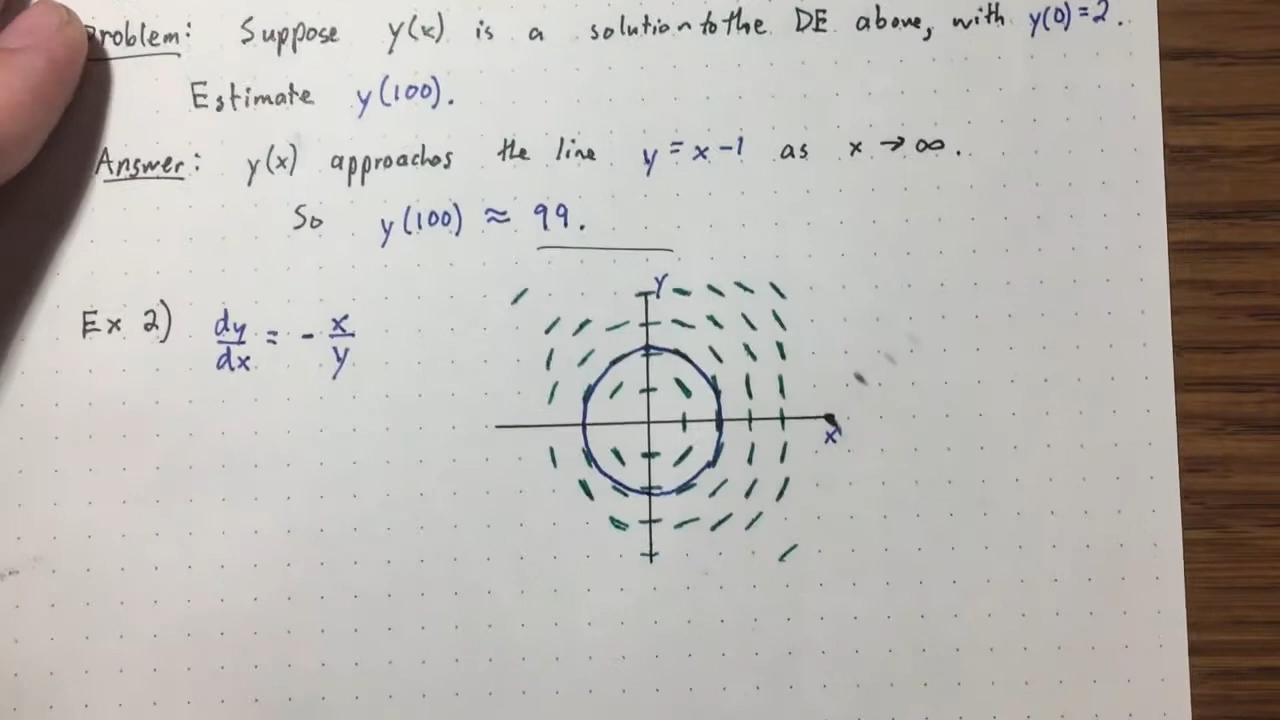 Problem: Suppose y(x) is a solution to the DE above, with y(0)=2.
Estimate y(100).
Answer: y(x) approaches the line y = x-1 as x → ∞.
So y(100) ≈ 99.
Ex 2) dy/dx = - x/y
y
x